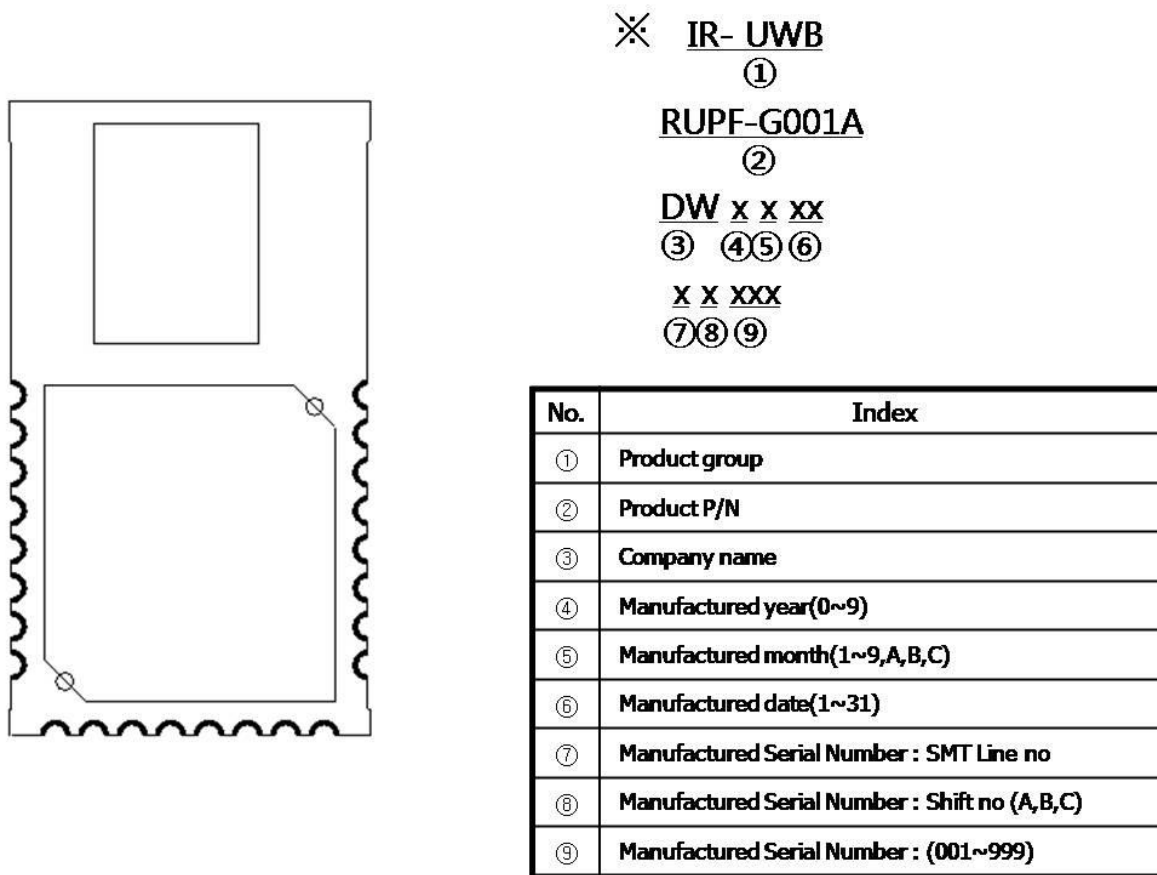 ※ IR- UWB
①
RUPF-G001A
②
DW x x xx
③ ④⑤⑥
x x xxx
⑦⑧⑨
No. Index
① Product group
② Product P/N
③ Company name
④ Manufactured year(0~9)
⑤ Manufactured month(1~9,A,B,C)
⑥ Manufactured date(1~31)
⑦ Manufactured Serial Number : SMT Line no
⑧ Manufactured Serial Number : Shift no (A,B,C)
⑨ Manufactured Serial Number : (001~999)